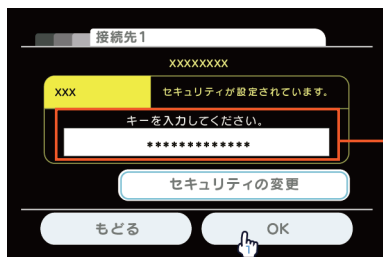 接続先1
xxxxxxxx
xxx
セキュリティが設定されています。
キーを入力してください。
*************
セキュリティの変更
もどる
OK
1